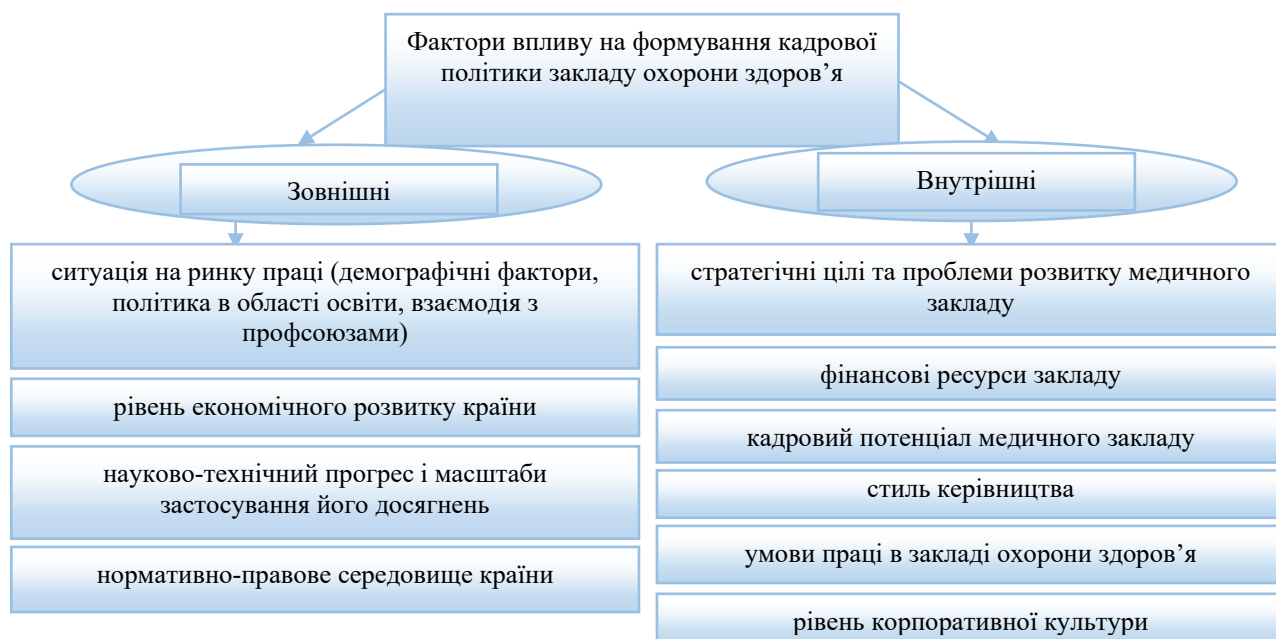 Фактори впливу на формування кадрової
політики закладу охорони здоров’я
Зовнішні
Внутрішні
ситуація на ринку праці (демографічні фактори,
політика в області освіти, взаємодія з
профсоюзами)
рівень економічного розвитку країни
науково-технічний прогрес і масштаби
застосування його досягнень
нормативно-правове середовище країни
стратегічні цілі та проблеми розвитку медичного
закладу
фінансові ресурси закладу
кадровий потенціал медичного закладу
стиль керівництва
умови праці в закладі охорони здоров’я
рівень корпоративної культури